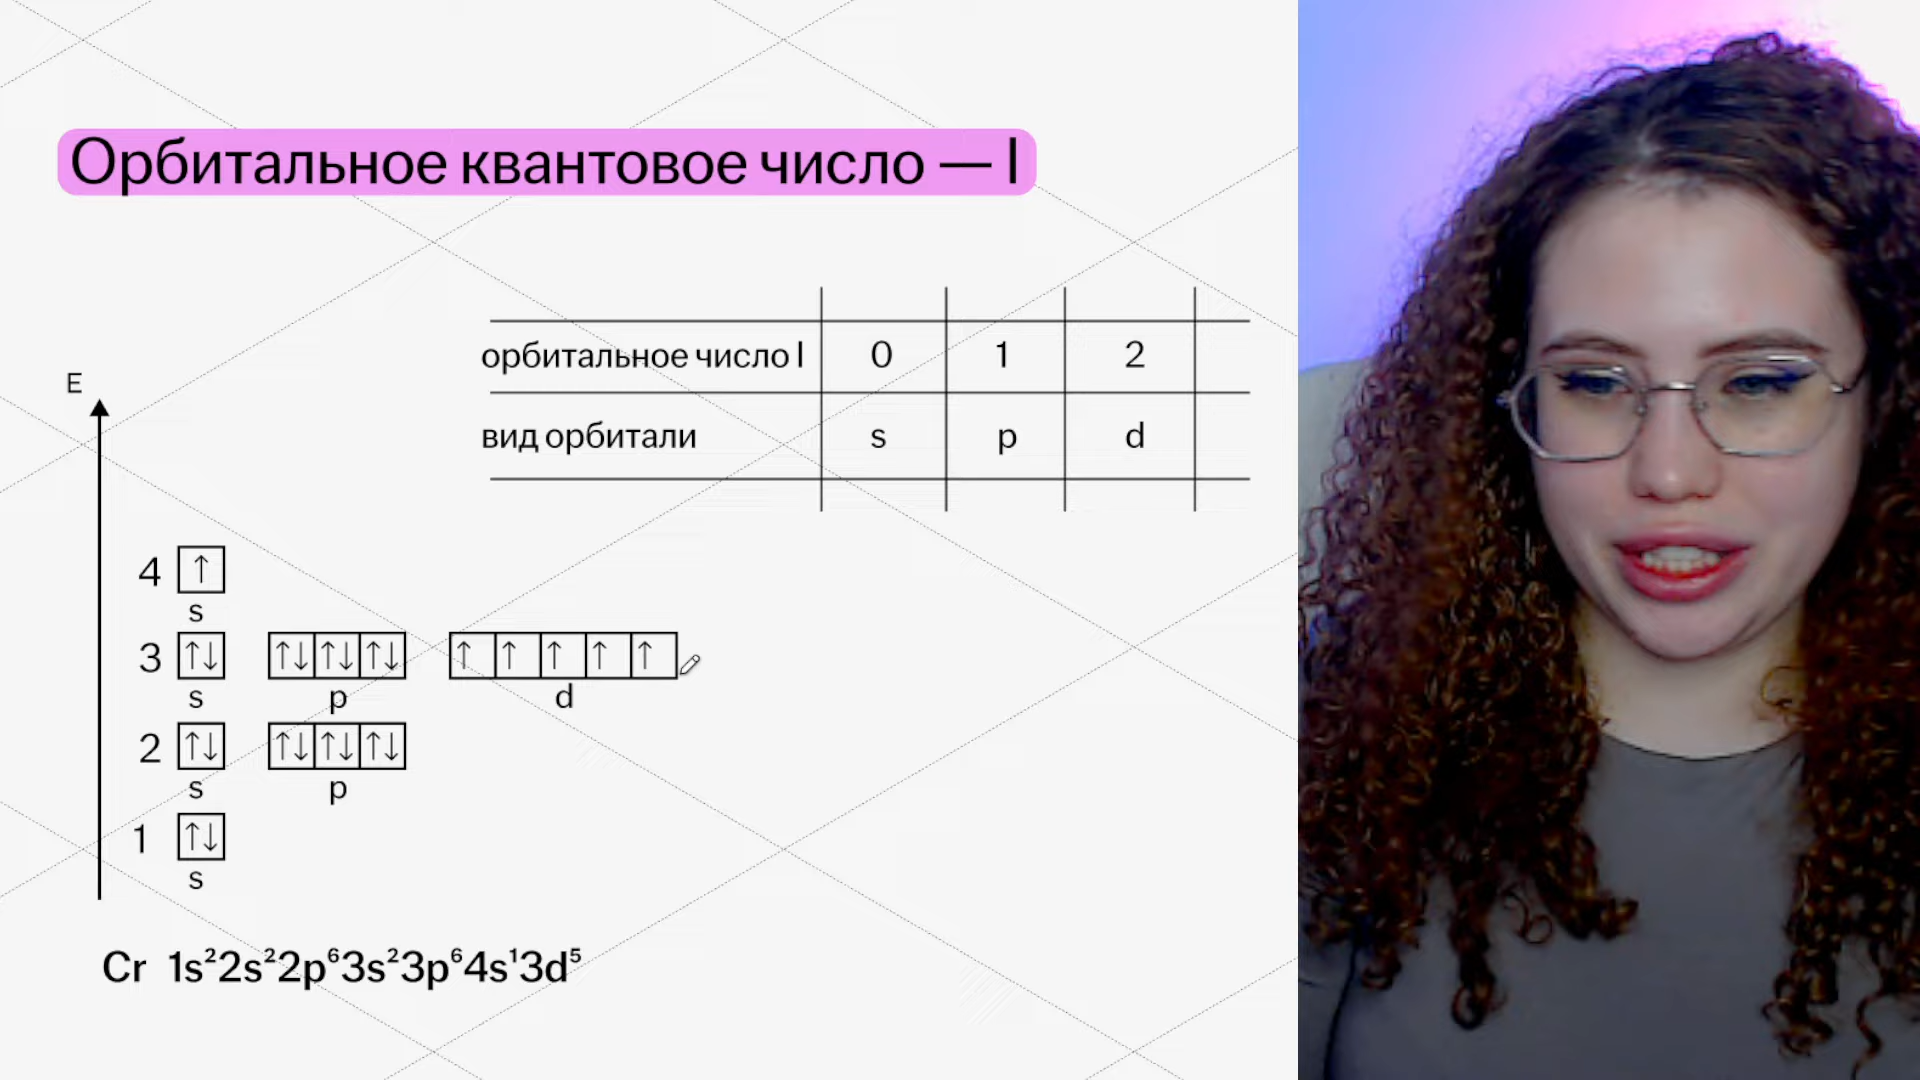 Орбитальное квантовое число — l
орбитальное число l 0 1 2
вид орбитали s p d
E
4 ↑
s
3 ↑↓ ↑↓ ↑↓ ↑↓ ↑ ↑ ↑ ↑ ↑
s p d
2 ↑↓ ↑↓ ↑↓ ↑↓
s p
1 ↑↓
s
Cr 1s²2s²2p⁶3s²3p⁶4s¹3d⁵